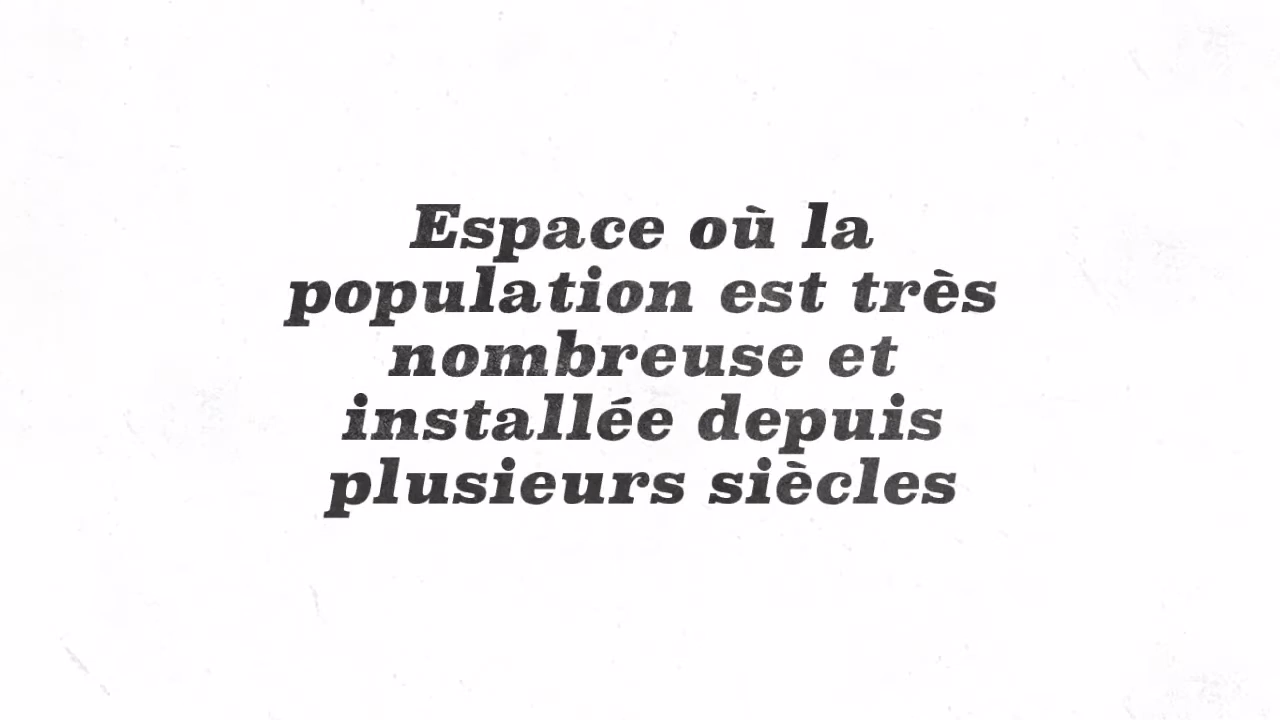 Espace où la
population est très
nombreuse et
installée depuis
plusieurs siècles